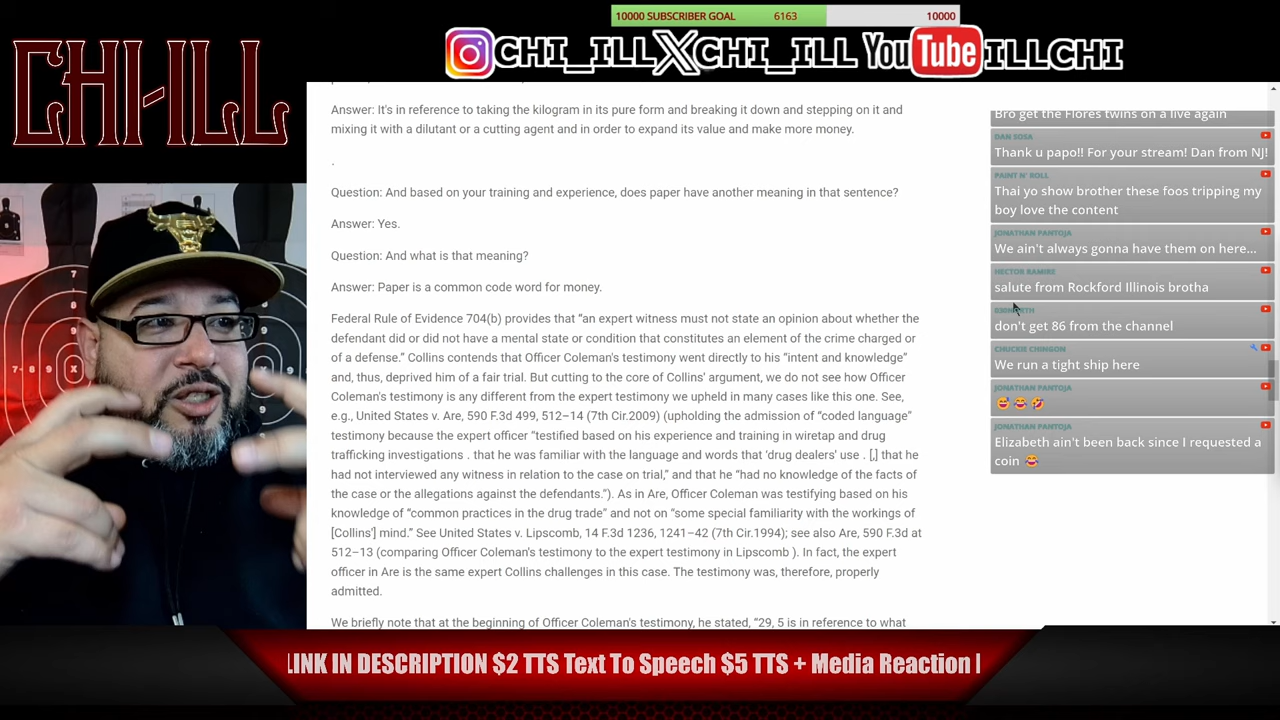 10000 SUBSCRIBER GOAL 6163 10000
CHI-ILL
CHI_ILL X CHI_ILL YouTube ILLCHI
Answer: It's in reference to taking the kilogram in its pure form and breaking it down and stepping on it and
mixing it with a dilutant or a cutting agent and in order to expand its value and make more money.
.
Question: And based on your training and experience, does paper have another meaning in that sentence?
Answer: Yes.
Question: And what is that meaning?
Answer: Paper is a common code word for money.
Federal Rule of Evidence 704(b) provides that “an expert witness must not state an opinion about whether the
defendant did or did not have a mental state or condition that constitutes an element of the crime charged or
of a defense.” Collins contends that Officer Coleman's testimony went directly to his “intent and knowledge”
and, thus, deprived him of a fair trial. But cutting to the core of Collins' argument, we do not see how Officer
Coleman's testimony is any different from the expert testimony we upheld in many cases like this one. See,
e.g., United States v. Are, 590 F.3d 499, 512–14 (7th Cir.2009) (upholding the admission of “coded language”
testimony because the expert officer “testified based on his experience and training in wiretap and drug
trafficking investigations . that he was familiar with the language and words that ‘drug dealers’ use . [,] that he
had not interviewed any witness in relation to the case on trial,” and that he “had no knowledge of the facts of
the case or the allegations against the defendants.”). As in Are, Officer Coleman was testifying based on his
knowledge of “common practices in the drug trade” and not on “some special familiarity with the workings of
[Collins'] mind.” See United States v. Lipscomb, 14 F.3d 1236, 1241–42 (7th Cir.1994); see also Are, 590 F.3d at
512–13 (comparing Officer Coleman's testimony to the expert testimony in Lipscomb ). In fact, the expert
officer in Are is the same expert Collins challenges in this case. The testimony was, therefore, properly
admitted.
We briefly note that at the beginning of Officer Coleman's testimony, he stated, “29, 5 is in reference to what
Bro get the Flores twins on a live again
DAN SOSA
Thank u papo!! For your stream! Dan from NJ!
PAINT N' ROLL
Thai yo show brother these foos tripping my
boy love the content
JONATHAN PANTOJA
We ain't always gonna have them on here...
HECTOR RAMIRE
salute from Rockford Illinois brotha
don't get 86 from the channel
CHUCKIE CHINGON
We run a tight ship here
JONATHAN PANTOJA
😅 😂 🤣
JONATHAN PANTOJA
Elizabeth ain't been back since I requested a
coin 😂
LINK IN DESCRIPTION $2 TTS Text To Speech $5 TTS + Media Reaction